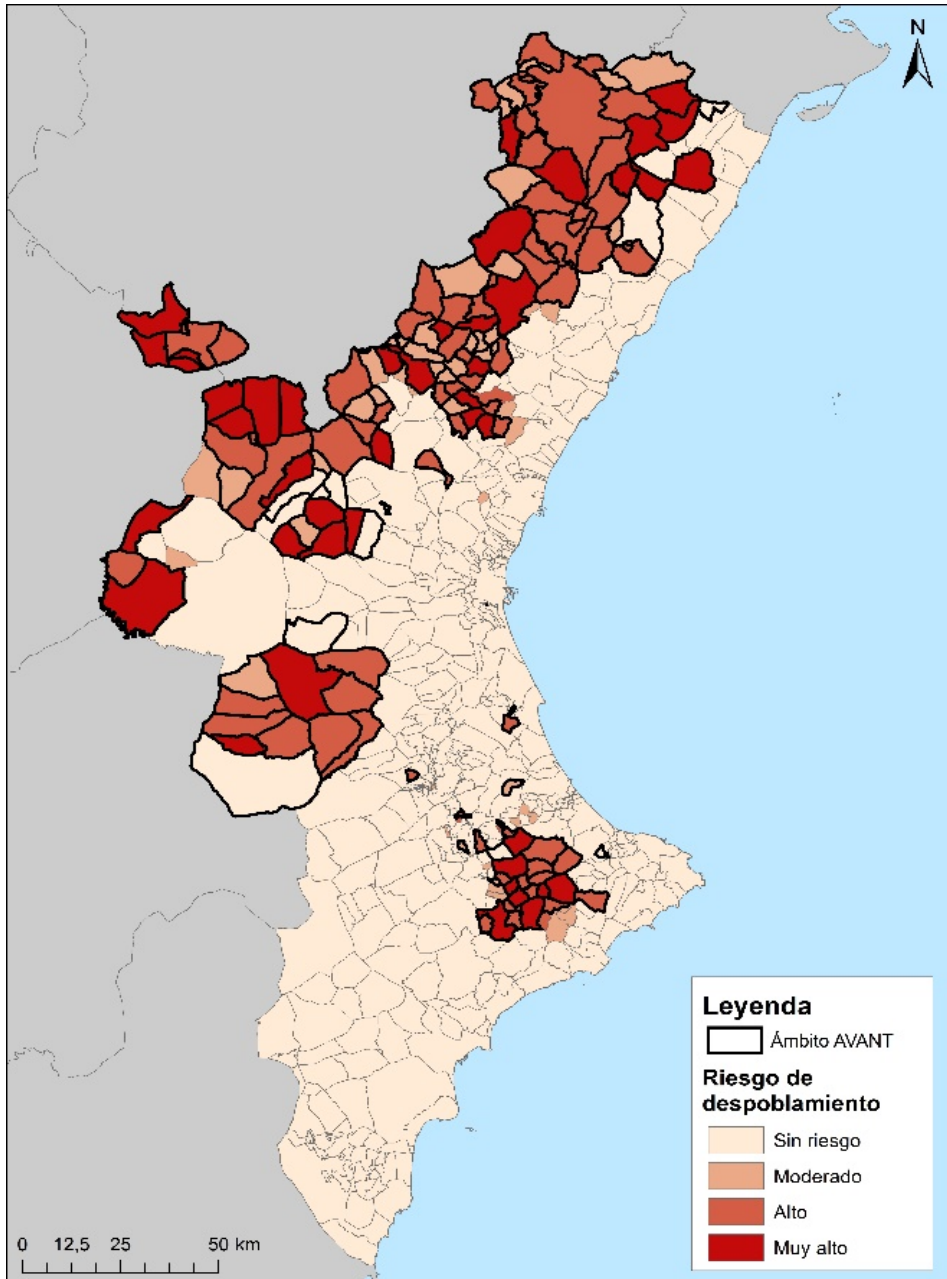 N
Leyenda
Ámbito AVANT
Riesgo de
despoblamiento
Sin riesgo
Moderado
Alto
Muy alto
0 12,5 25 50 km